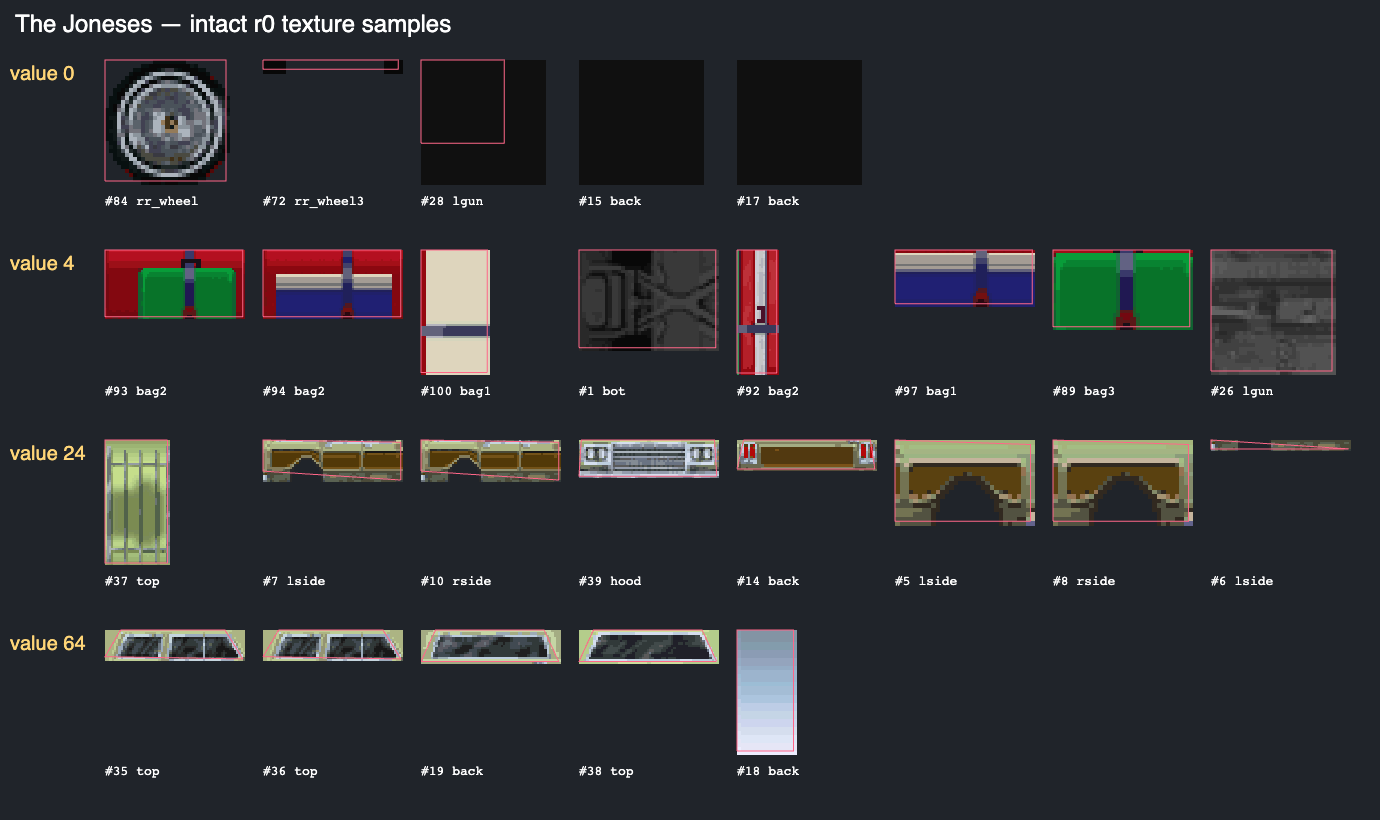 The Joneses — intact r0 texture samples
value 0
#84 rr_wheel
#72 rr_wheel3
#28 lgun
#15 back
#17 back
value 4
#93 bag2
#94 bag2
#100 bag1
#1 bot
#92 bag2
#97 bag1
#89 bag3
#26 lgun
value 24
#37 top
#7 lside
#10 rside
#39 hood
#14 back
#5 lside
#8 rside
#6 lside
value 64
#35 top
#36 top
#19 back
#38 top
#18 back